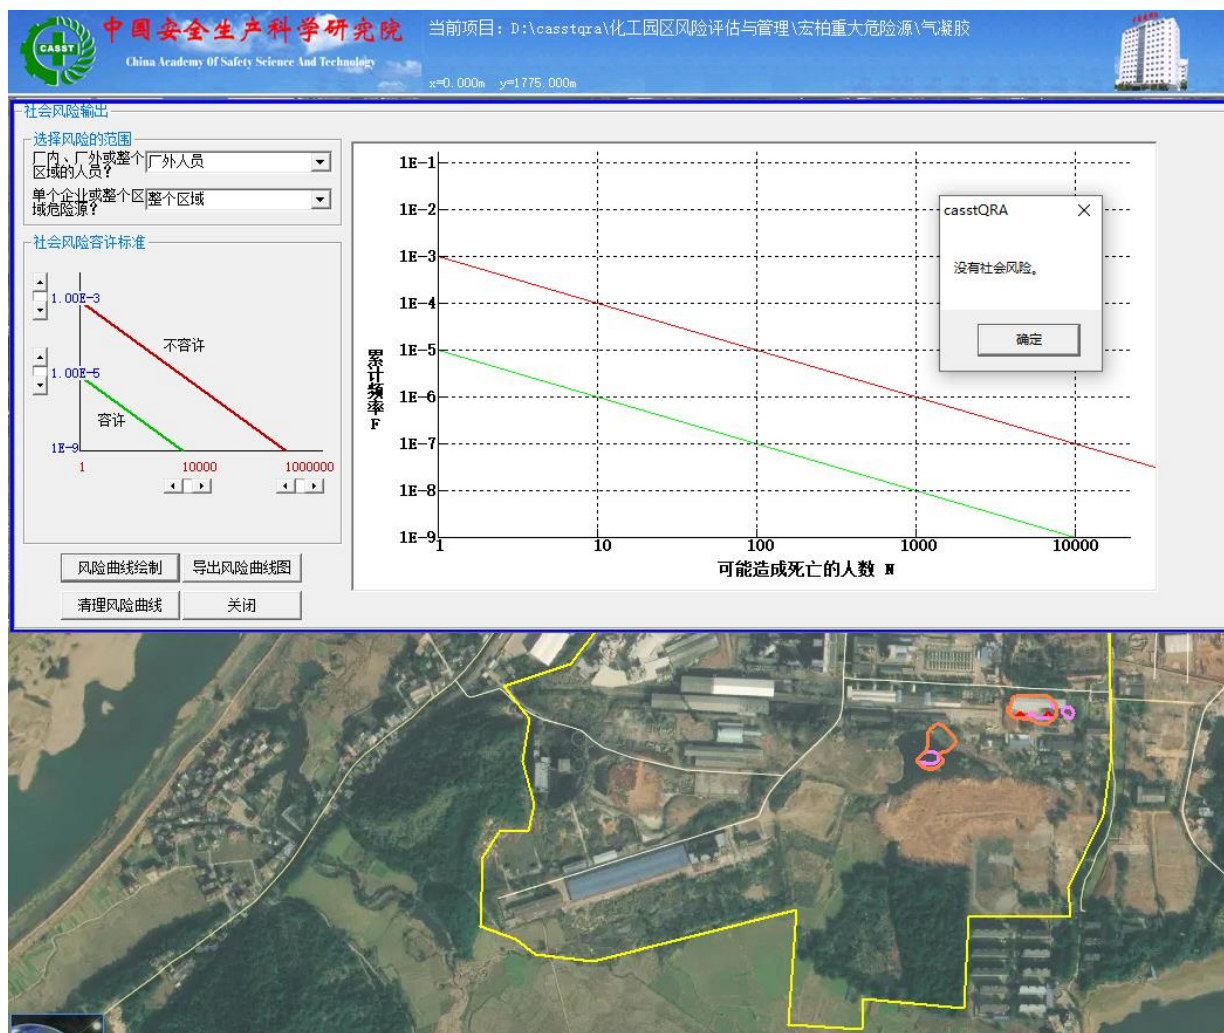 CASST
中国安全生产科学研究院
China Academy Of Safety Science And Technology
当前项目：D:\casstqra\化工园区风险评估与管理\宏柏重大危险源\气凝胶
x=0.000m y=1775.000m
社会风险输出
选择风险的范围
厂内、厂外或整个
区域的人员？
厂外人员
单个企业或整个区
域危险源？
整个区域
社会风险容许标准
1.00E-3
不容许
1.00E-5
容许
1E-9
1 10000 1000000
风险曲线绘制 导出风险曲线图
清理风险曲线 关闭
1E-1
1E-2
1E-3
1E-4
1E-5
1E-6
1E-7
1E-8
1E-9
累计频率F
1 10 100 1000 10000
可能造成死亡的人数 N
casstQRA
没有社会风险。
确定